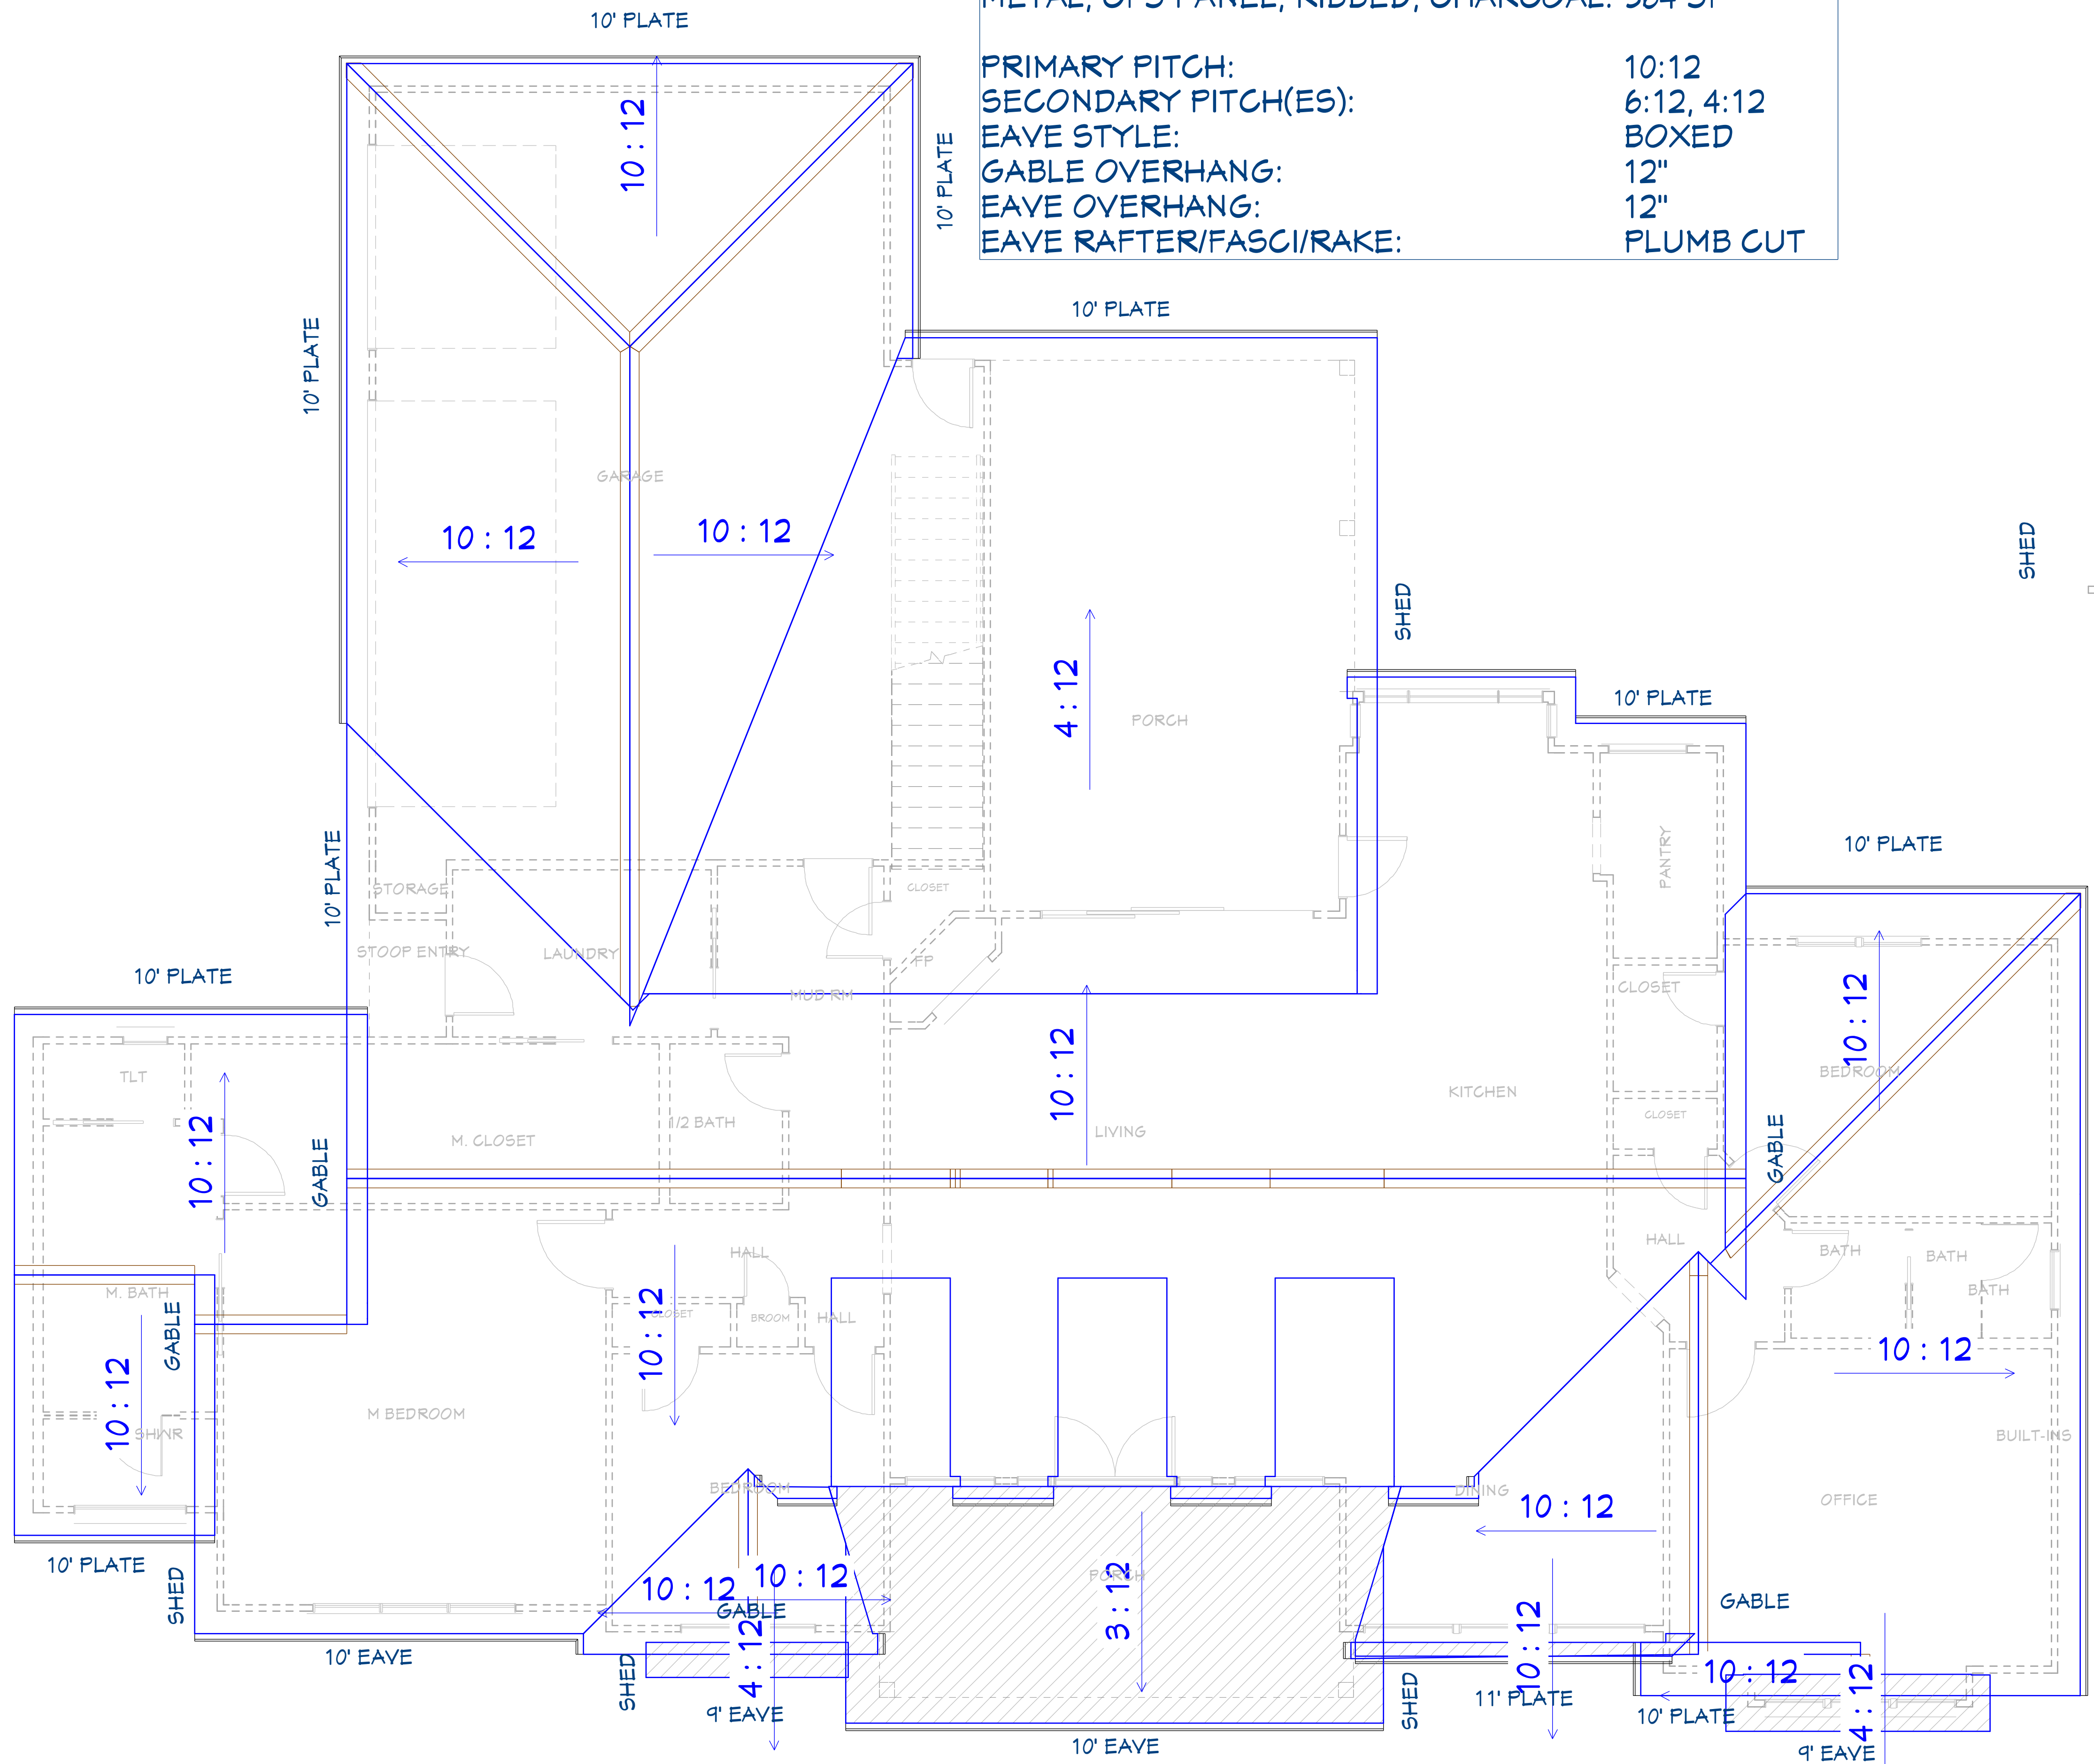 10' PLATE
PRIMARY PITCH: 10:12
SECONDARY PITCH(ES): 6:12, 4:12
EAVE STYLE: BOXED
GABLE OVERHANG: 12"
EAVE OVERHANG: 12"
EAVE RAFTER/FASCI/RAKE: PLUMB CUT
10 : 12
10' PLATE
10' PLATE
10' PLATE
GARAGE
10 : 12
10 : 12
SHED
SHED
4 : 12
PORCH
10' PLATE
10' PLATE
PANTRY
10' PLATE
STORAGE
CLOSET
STOOP ENTRY
LAUNDRY
FP
10' PLATE
MUD RM
CLOSET
10 : 12
10 : 12
BEDROOM
TLT
KITCHEN
CLOSET
1/2 BATH
LIVING
M. CLOSET
10 : 12
GABLE
GABLE
HALL
HALL
BATH
BATH
BATH
M. BATH
CLOSET
BROOM
HALL
10 : 12
GABLE
10 : 12
10 : 12
M BEDROOM
SHWR
BUILT-INS
BEDROOM
DINING
OFFICE
10 : 12
10' PLATE
SHED
10 : 12
10 : 12
PORCH
3 : 12
GABLE
GABLE
10' EAVE
SHED
4 : 12
10 : 12
10 : 12
SHED
11' PLATE
9' EAVE
10' PLATE
4 : 12
10' EAVE
9' EAVE